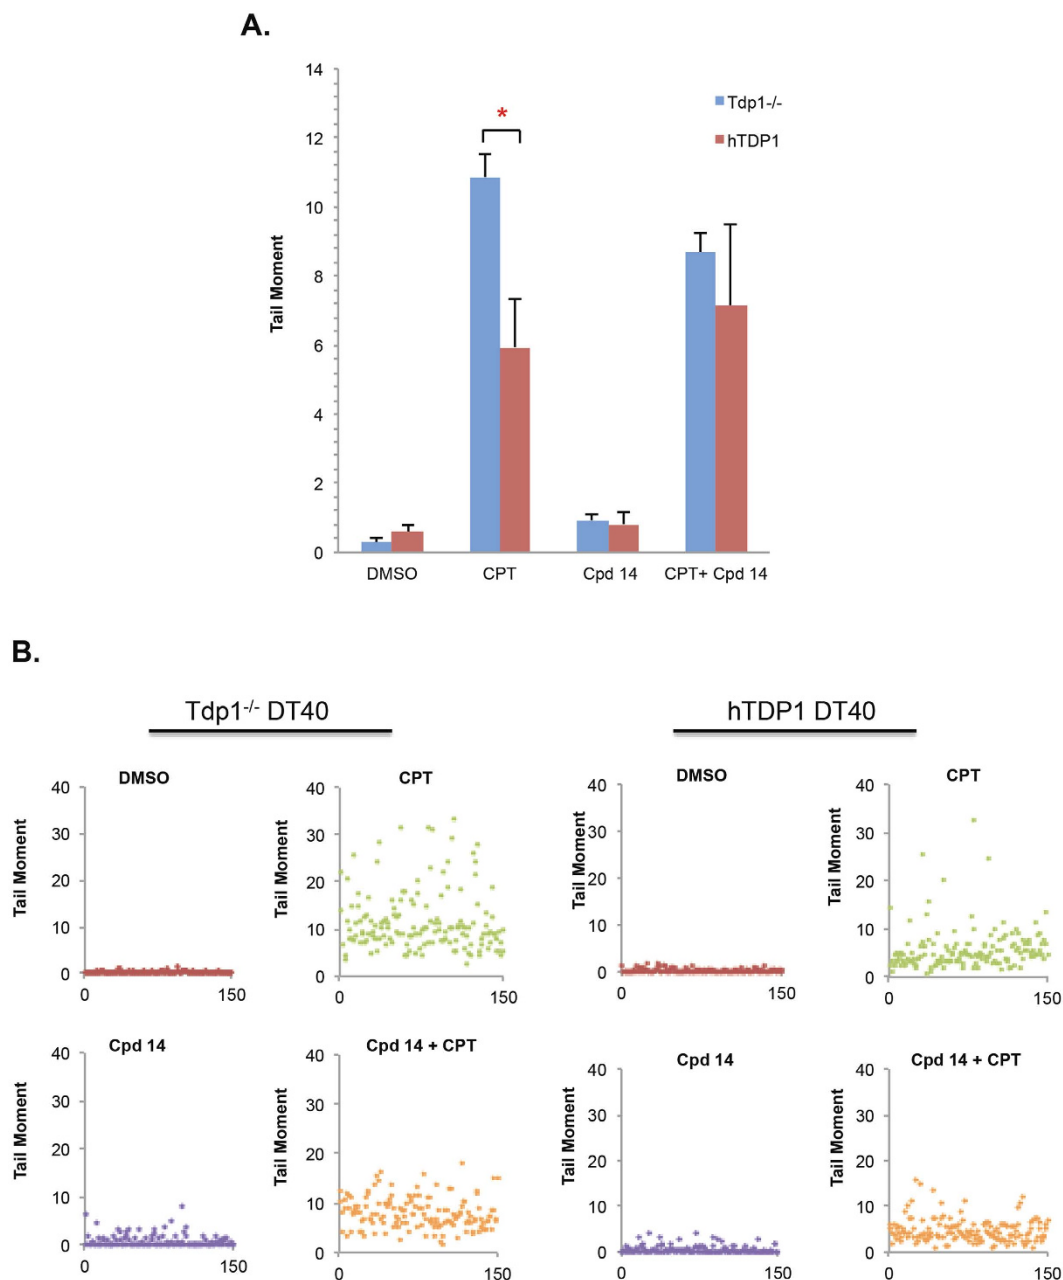 A.
14
12
10
8
6
4
2
0
Tail Moment
Tdp1-/-
hTDP1
*
DMSO CPT Cpd 14 CPT+ Cpd 14
B.
Tdp1-/- DT40
hTDP1 DT40
DMSO
40
30
20
10
0
0 150
Tail Moment
CPT
40
30
20
10
0
0 150
Tail Moment
DMSO
40
30
20
10
0
0 150
Tail Moment
CPT
40
30
20
10
0
0 150
Tail Moment
Cpd 14
40
30
20
10
0
0 150
Tail Moment
Cpd 14 + CPT
40
30
20
10
0
0 150
Tail Moment
Cpd 14
40
30
20
10
0
0 150
Tail Moment
Cpd 14 + CPT
40
30
20
10
0
0 150
Tail Moment